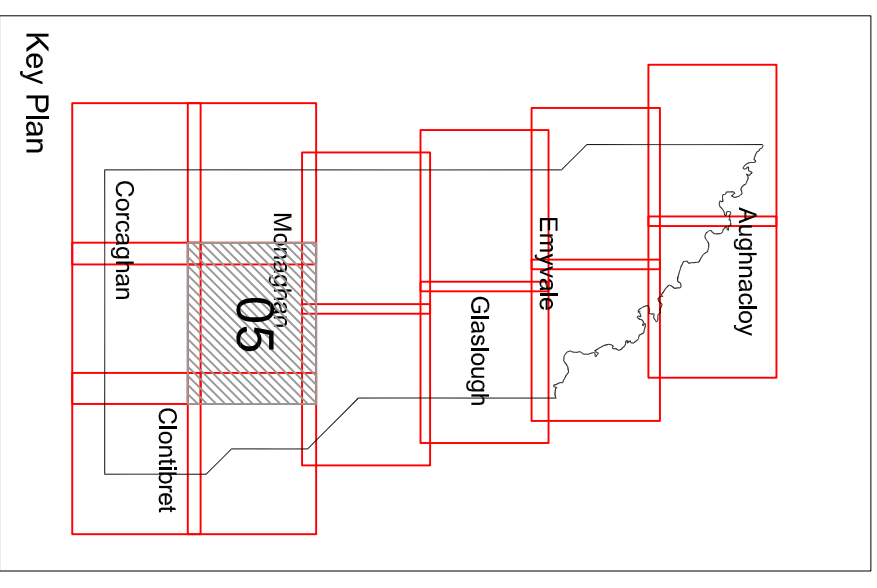 Key Plan
Aughnacloy
Emyvale
Glaslough
Monaghan
05
Corcaghan
Clontibret